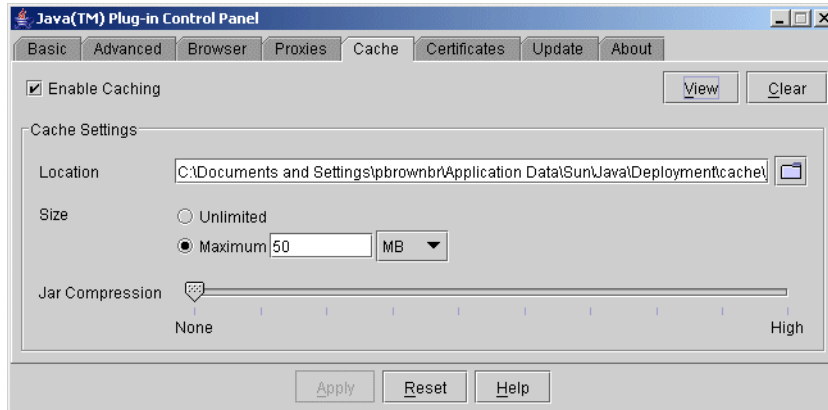 Java(TM) Plug-in Control Panel
Basic Advanced Browser Proxies Cache Certificates Update About
Enable Caching View Clear
Cache Settings
Location C:\Documents and Settings\pbrownbr\Application Data\Sun\Java\Deployment\cache\
Size Unlimited
Maximum 50 MB
Jar Compression
None High
Apply Reset Help